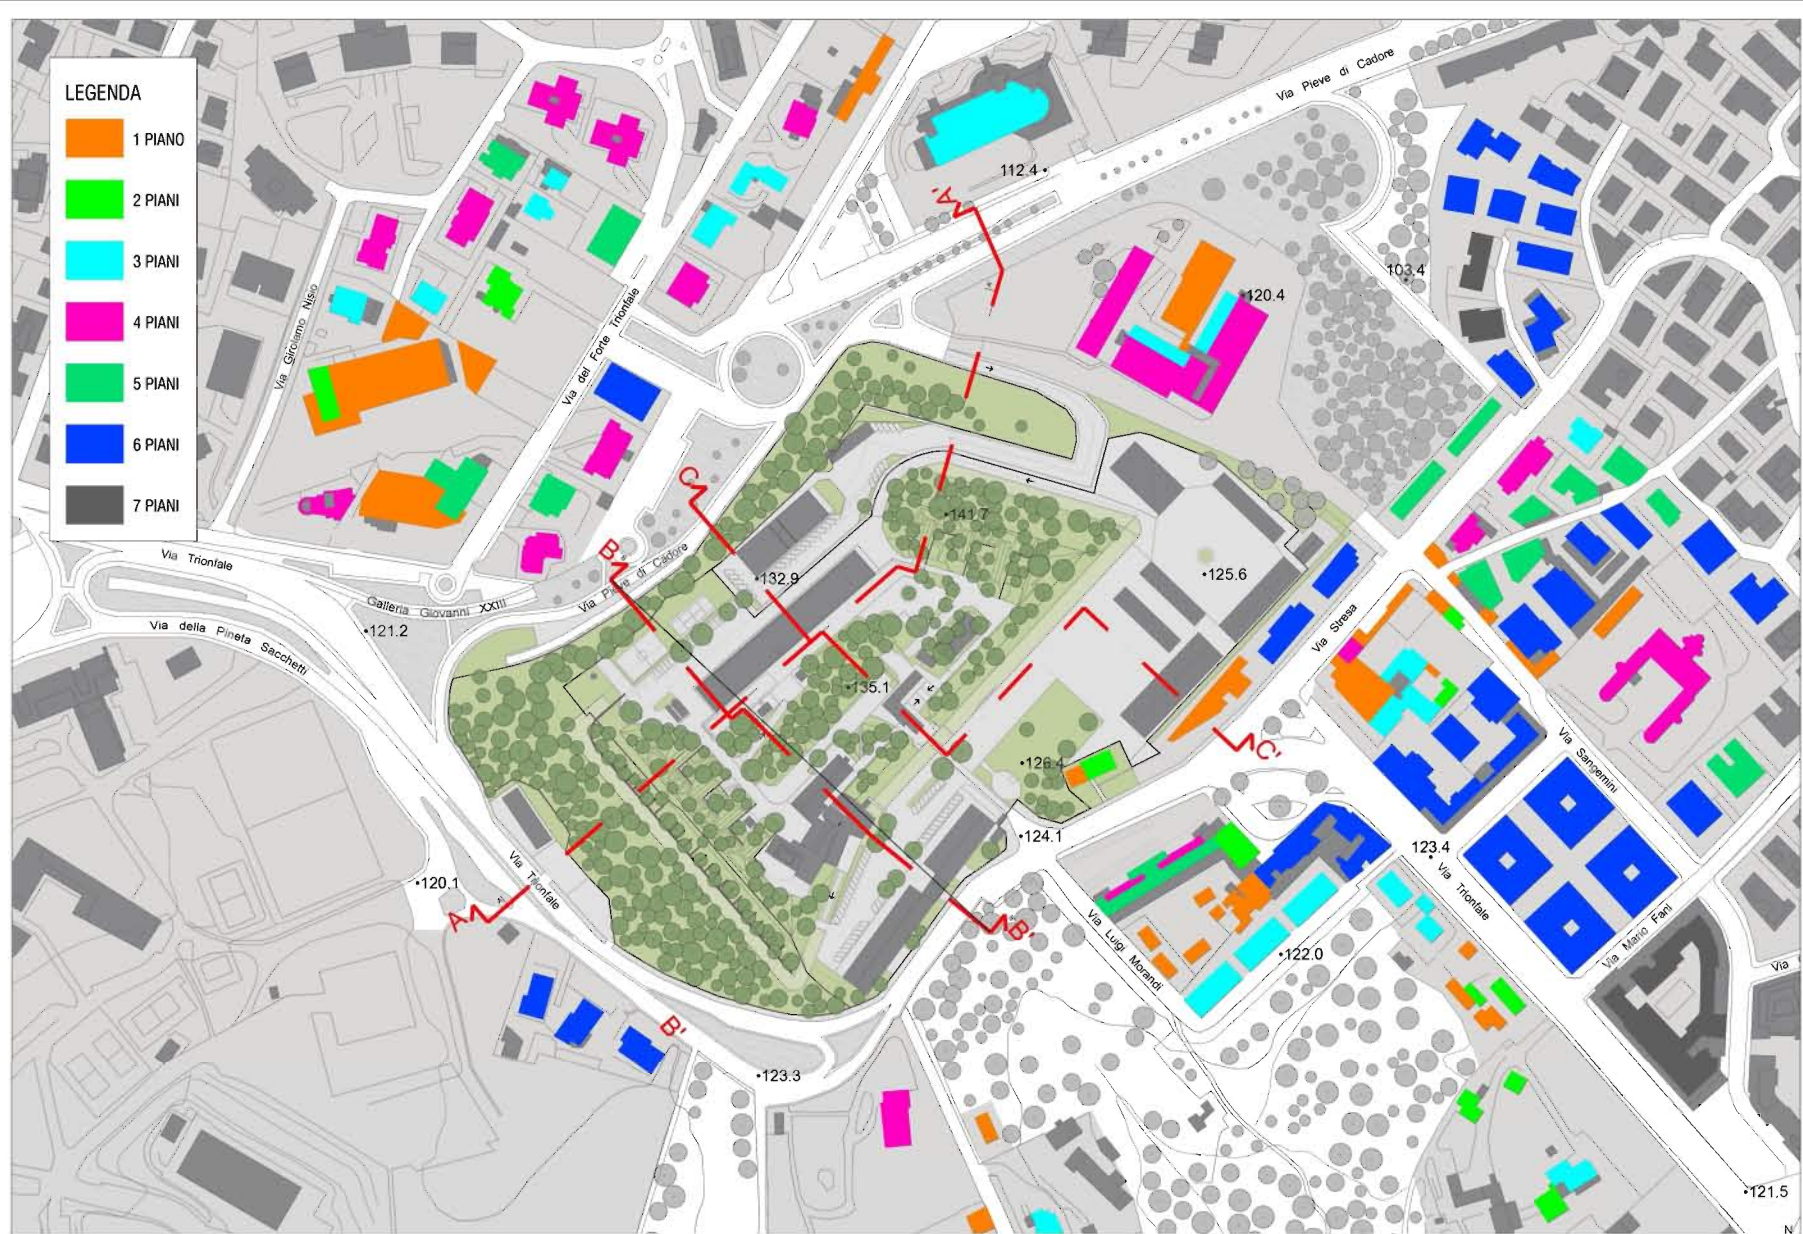 LEGENDA
1 PIANO
2 PIANI
3 PIANI
4 PIANI
5 PIANI
6 PIANI
7 PIANI
Via Pieve di Cadore
112.4
A'
103.4
120.4
Via Girolamo Nisio
Via del Forte Trionfale
C
141.7
B
132.9
125.6
Via Trionfale
Galleria Giovanni XXIII
Via Pieve di Cadore
121.2
Via della Pineta Sacchetti
Via Stresa
135.1
C'
126.4
Via Sangemini
124.1
123.4
Via Trionfale
120.1
Via Trionfale
A
A'
B'
B'
Via Luigi Morandi
122.0
Via Mario Fani
Via
B'
123.3
121.5
N